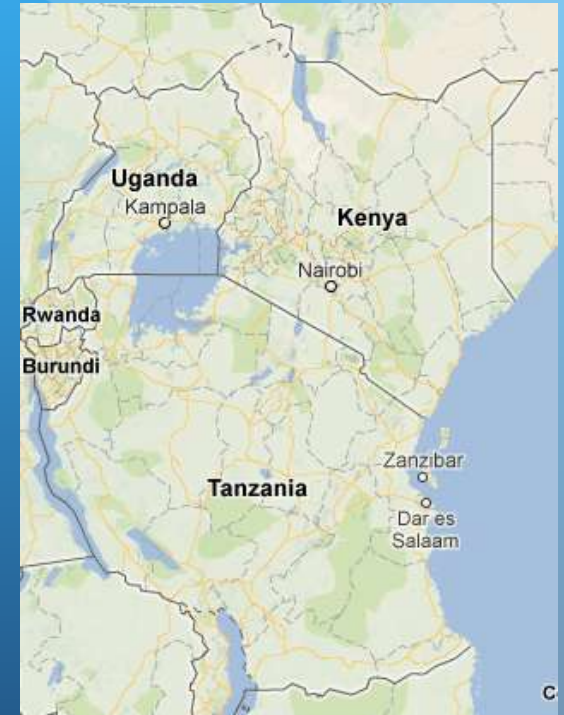 Uganda
Kampala
Kenya
Nairobi
Rwanda
Burundi
Zanzibar
Tanzania
Dar es
Salaam
C